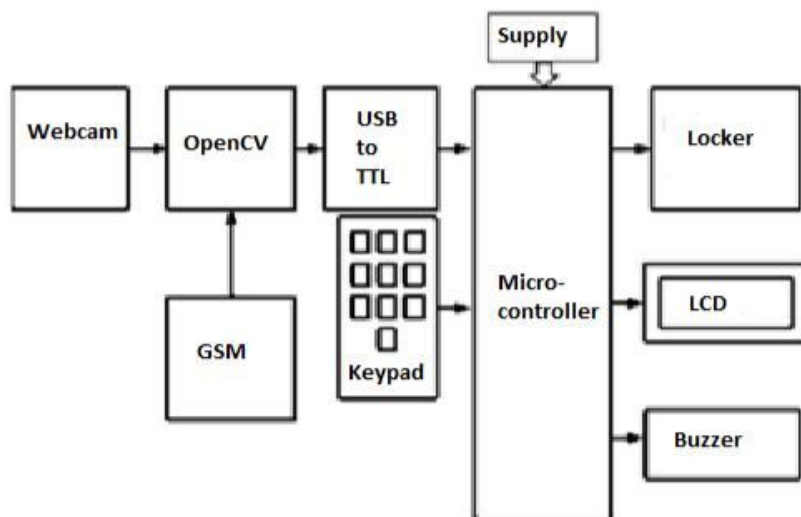 Supply
Webcam
OpenCV
USB
to
TTL
Locker
Micro-
controller
LCD
GSM
Keypad
Buzzer